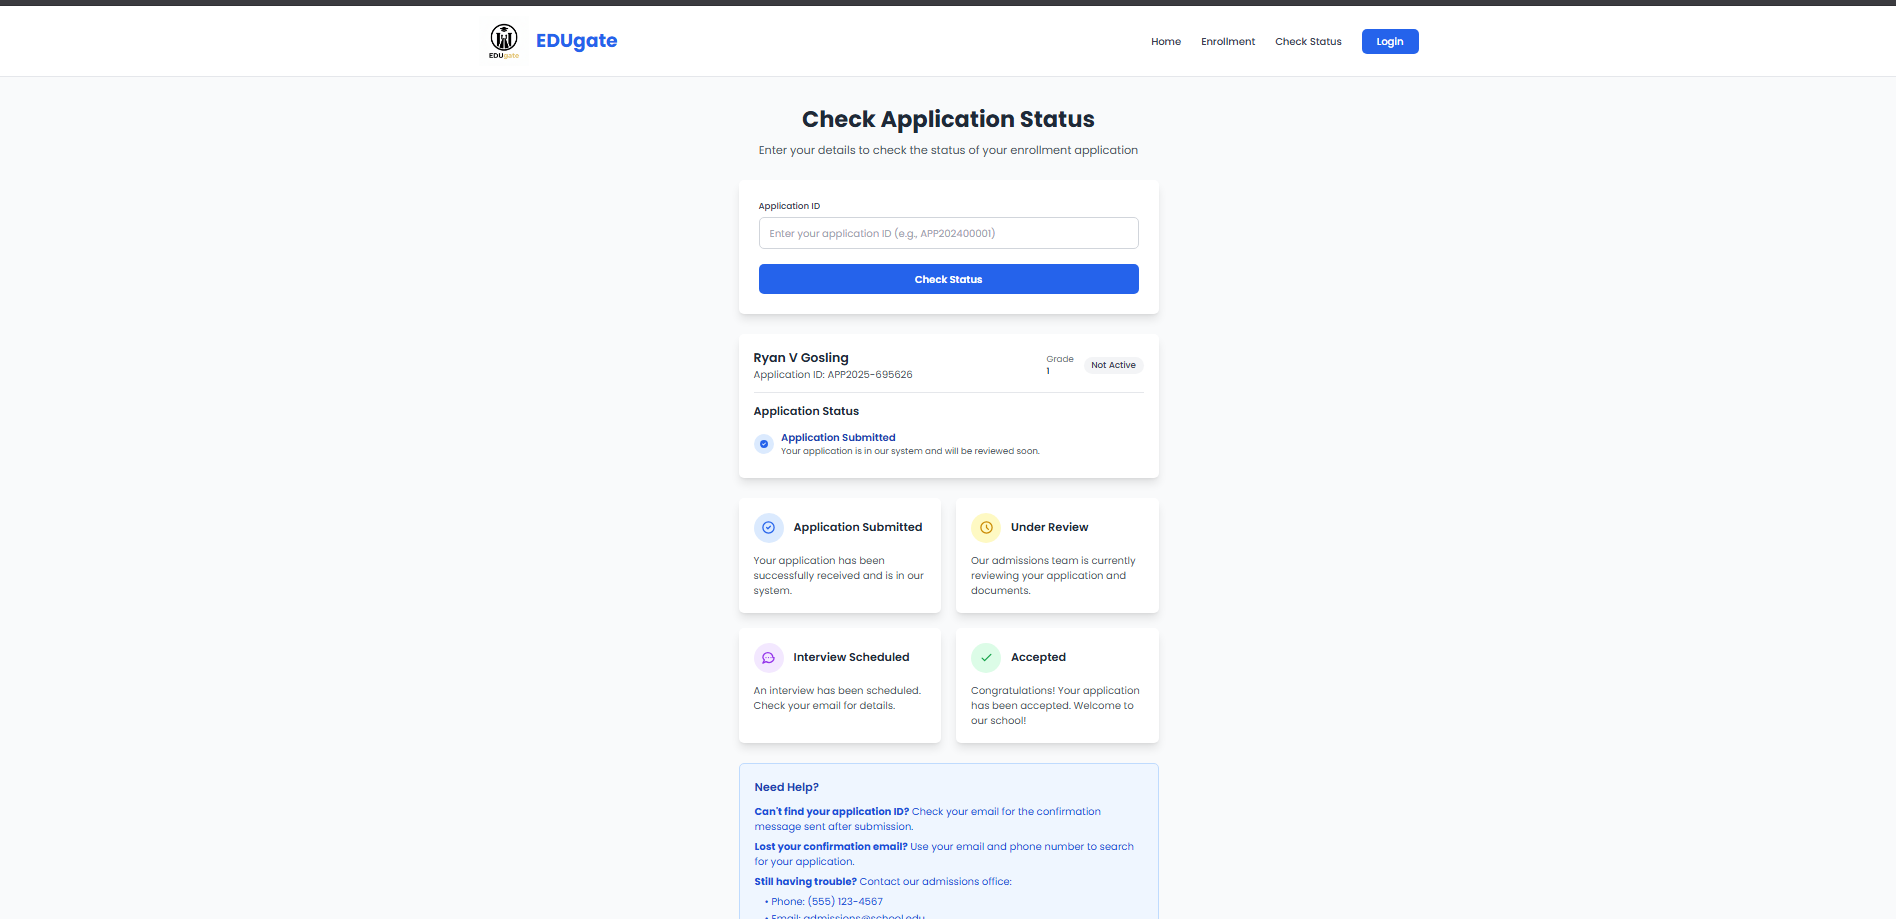 EDUgate
EDUgate
Home
Enrollment
Check Status
Login
Check Application Status
Enter your details to check the status of your enrollment application
Application ID
Enter your application ID (e.g., APP202400001)
Check Status
Ryan V Gosling
Application ID: APP2025-695626
Grade
1
Not Active
Application Status
Application Submitted
Your application is in our system and will be reviewed soon.
Application Submitted
Your application has been
successfully received and is in our
system.
Under Review
Our admissions team is currently
reviewing your application and
documents.
Interview Scheduled
An interview has been scheduled.
Check your email for details.
Accepted
Congratulations! Your application
has been accepted. Welcome to
our school!
Need Help?
Can't find your application ID? Check your email for the confirmation
message sent after submission.
Lost your confirmation email? Use your email and phone number to search
for your application.
Still having trouble? Contact our admissions office:
• Phone: (555) 123-4567
• Email: admissions@school.edu